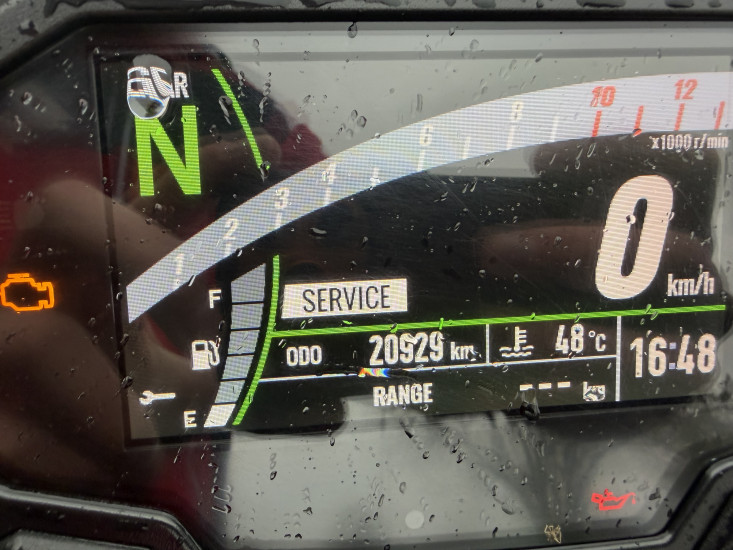 GEAR
N
1 2 3 4 5 6 8 10 12
x1000 r/min
0 km/h
F
SERVICE
ODO 20929 km
48 °C
16:48
RANGE ---
E